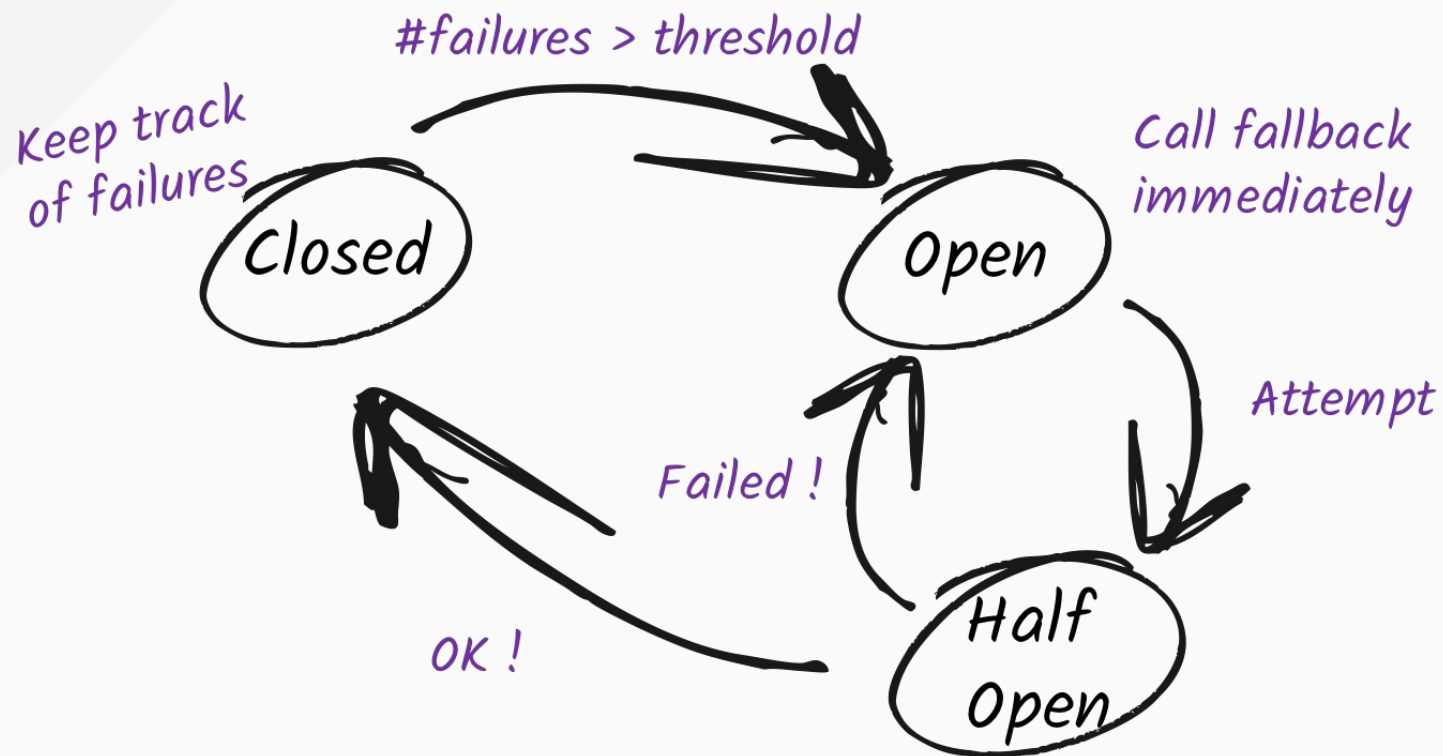 #failures > threshold
Keep track
of failures
Call fallback
immediately
Closed
Open
Attempt
Failed !
OK !
Half
Open